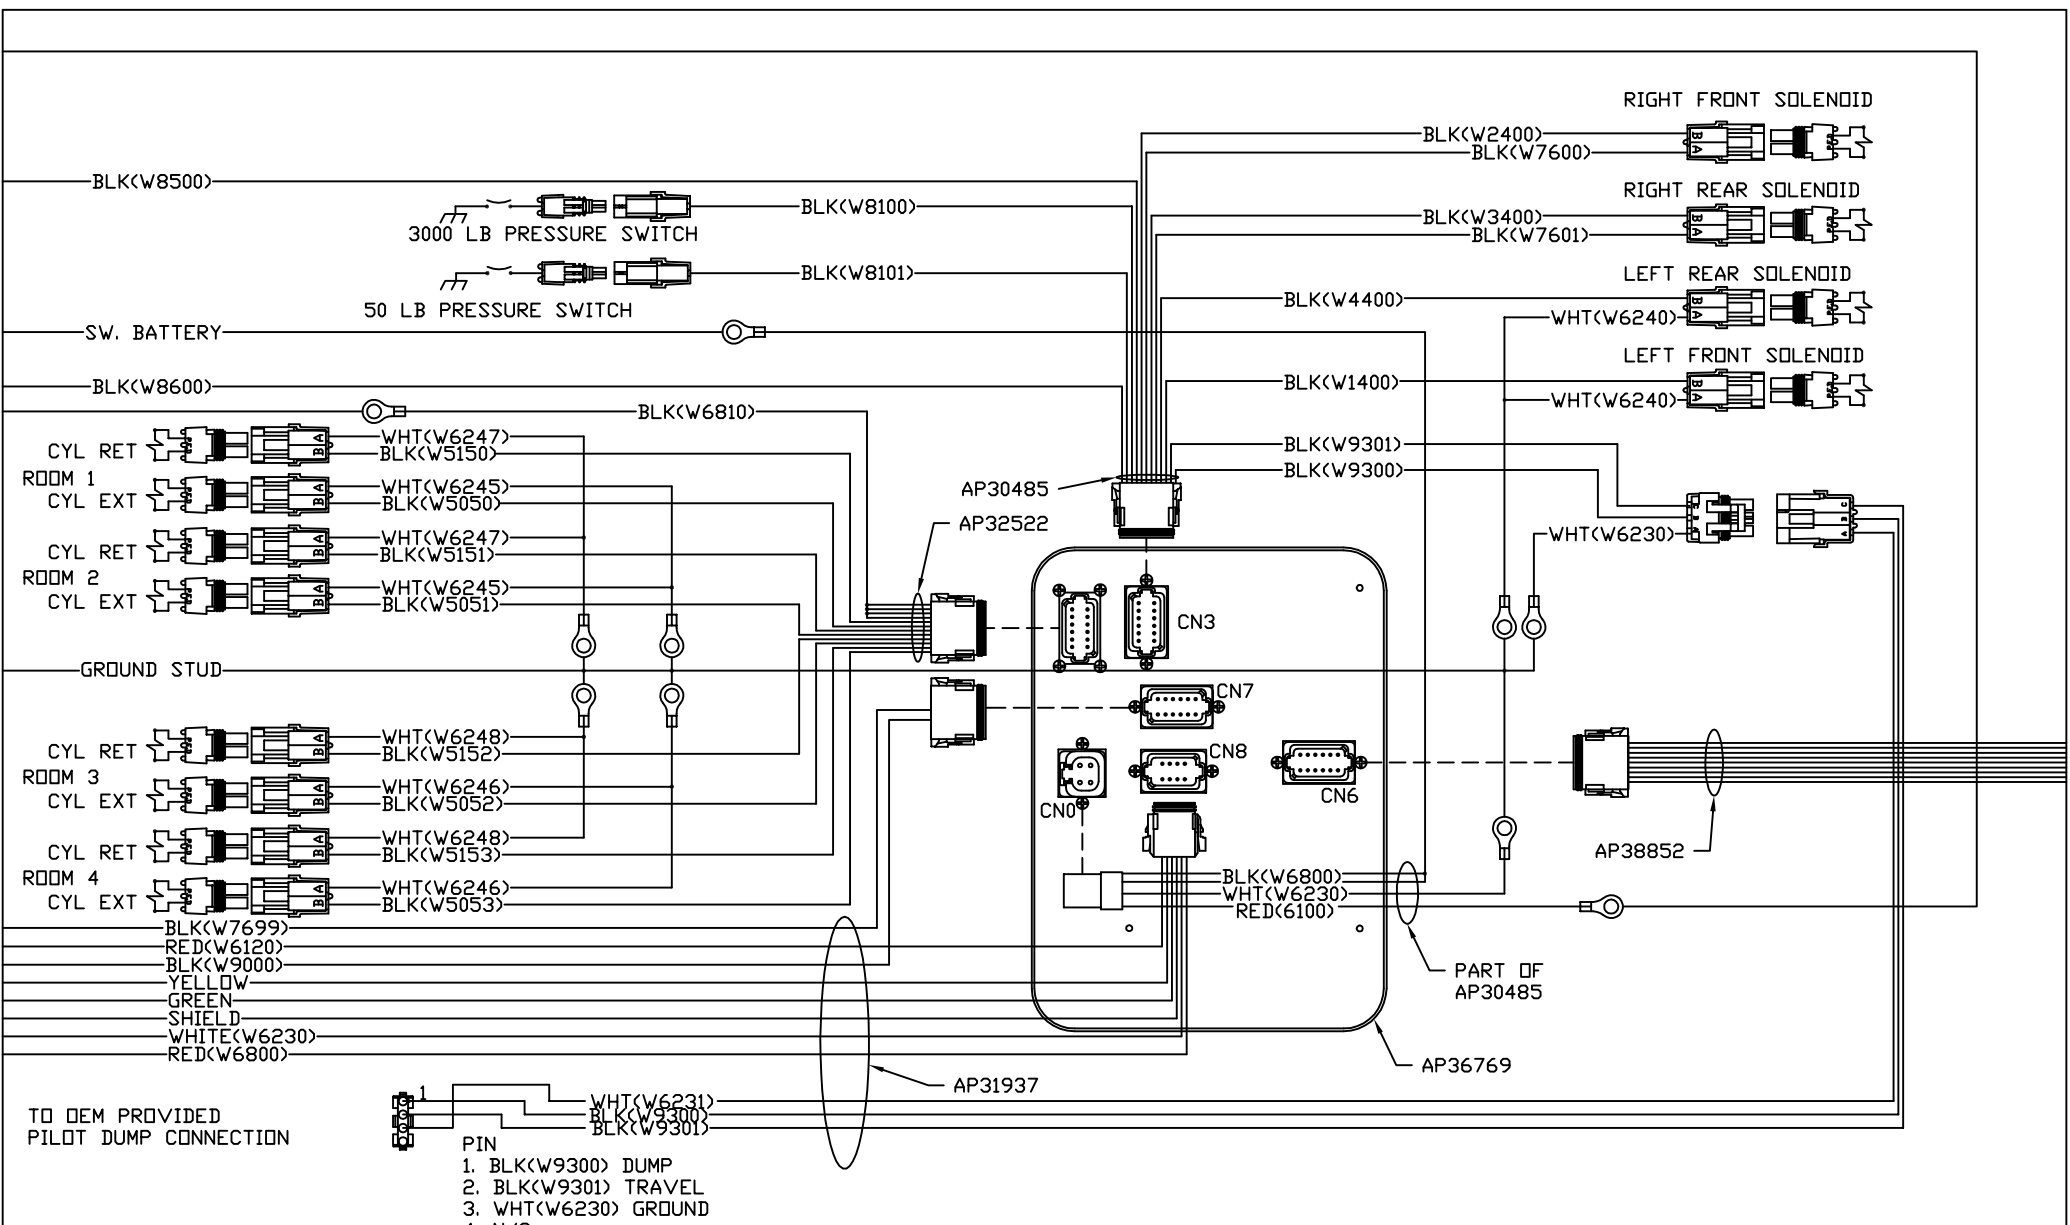 RIGHT FRONT SOLENOID
BLK(W2400)
BLK(W7600)
B
A
BLK(W8500)
RIGHT REAR SOLENOID
BLK(W8100)
BLK(W3400)
BLK(W7601)
B
A
3000 LB PRESSURE SWITCH
BLK(W8101)
LEFT REAR SOLENOID
BLK(W4400)
WHT(W6240)
B
A
50 LB PRESSURE SWITCH
SW. BATTERY
LEFT FRONT SOLENOID
BLK(W8600)
BLK(W1400)
WHT(W6240)
B
A
BLK(W6810)
CYL RET
A
B
WHT(W6247)
BLK(W5150)
BLK(W9301)
BLK(W9300)
ROOM 1
CYL EXT
A
B
WHT(W6245)
BLK(W5050)
AP30485
AP32522
C
B
A
C
B
A
WHT(W6230)
CYL RET
A
B
WHT(W6247)
BLK(W5151)
ROOM 2
CYL EXT
A
B
WHT(W6245)
BLK(W5051)
CN3
GROUND STUD
CN7
CYL RET
A
B
WHT(W6248)
BLK(W5152)
CN8
ROOM 3
CYL EXT
A
B
WHT(W6246)
BLK(W5052)
CN0
CN6
CYL RET
A
B
WHT(W6248)
BLK(W5153)
AP38852
ROOM 4
CYL EXT
A
B
WHT(W6246)
BLK(W5053)
BLK(W6800)
WHT(W6230)
RED(6100)
BLK(W7699)
RED(W6120)
BLK(W9000)
YELLOW
GREEN
SHIELD
WHITE(W6230)
RED(W6800)
PART OF
AP30485
AP36769
AP31937
TO OEM PROVIDED
PILOT DUMP CONNECTION
1
WHT(W6231)
BLK(W9300)
BLK(W9301)
PIN
1. BLK(W9300) DUMP
2. BLK(W9301) TRAVEL
3. WHT(W6230) GROUND